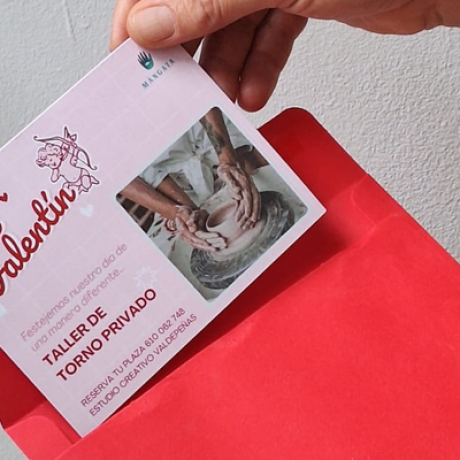 MANGATA
Valentín
Festejemos nuestro día de
una manera diferente...
TALLER DE
TORNO PRIVADO
RESERVA TU PLAZA 610 082 748
ESTUDIO CREATIVO VALDEPEÑAS